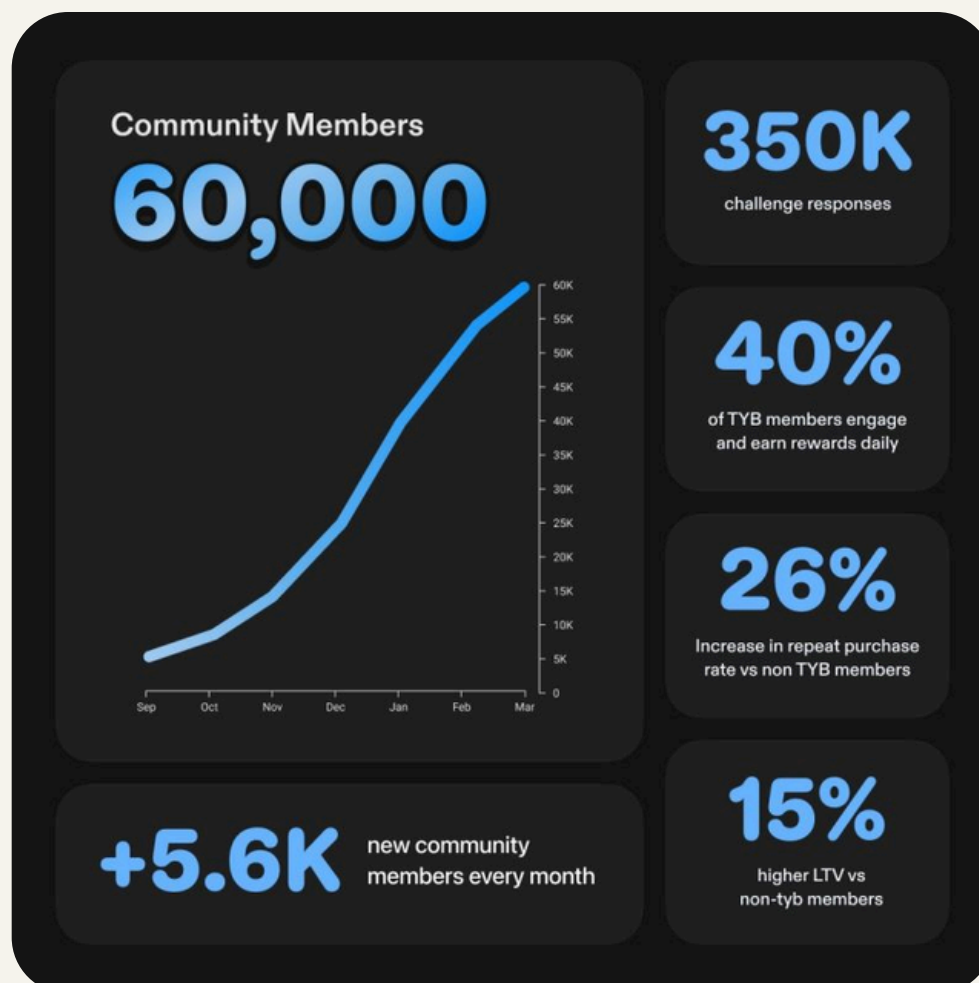 Community Members
60,000
60K
55K
50K
45K
40K
35K
30K
25K
20K
15K
10K
5K
0
Sep Oct Nov Dec Jan Feb Mar
+5.6K
new community
members every month
350K
challenge responses
40%
of TYB members engage
and earn rewards daily
26%
Increase in repeat purchase
rate vs non TYB members
15%
higher LTV vs
non-tyb members